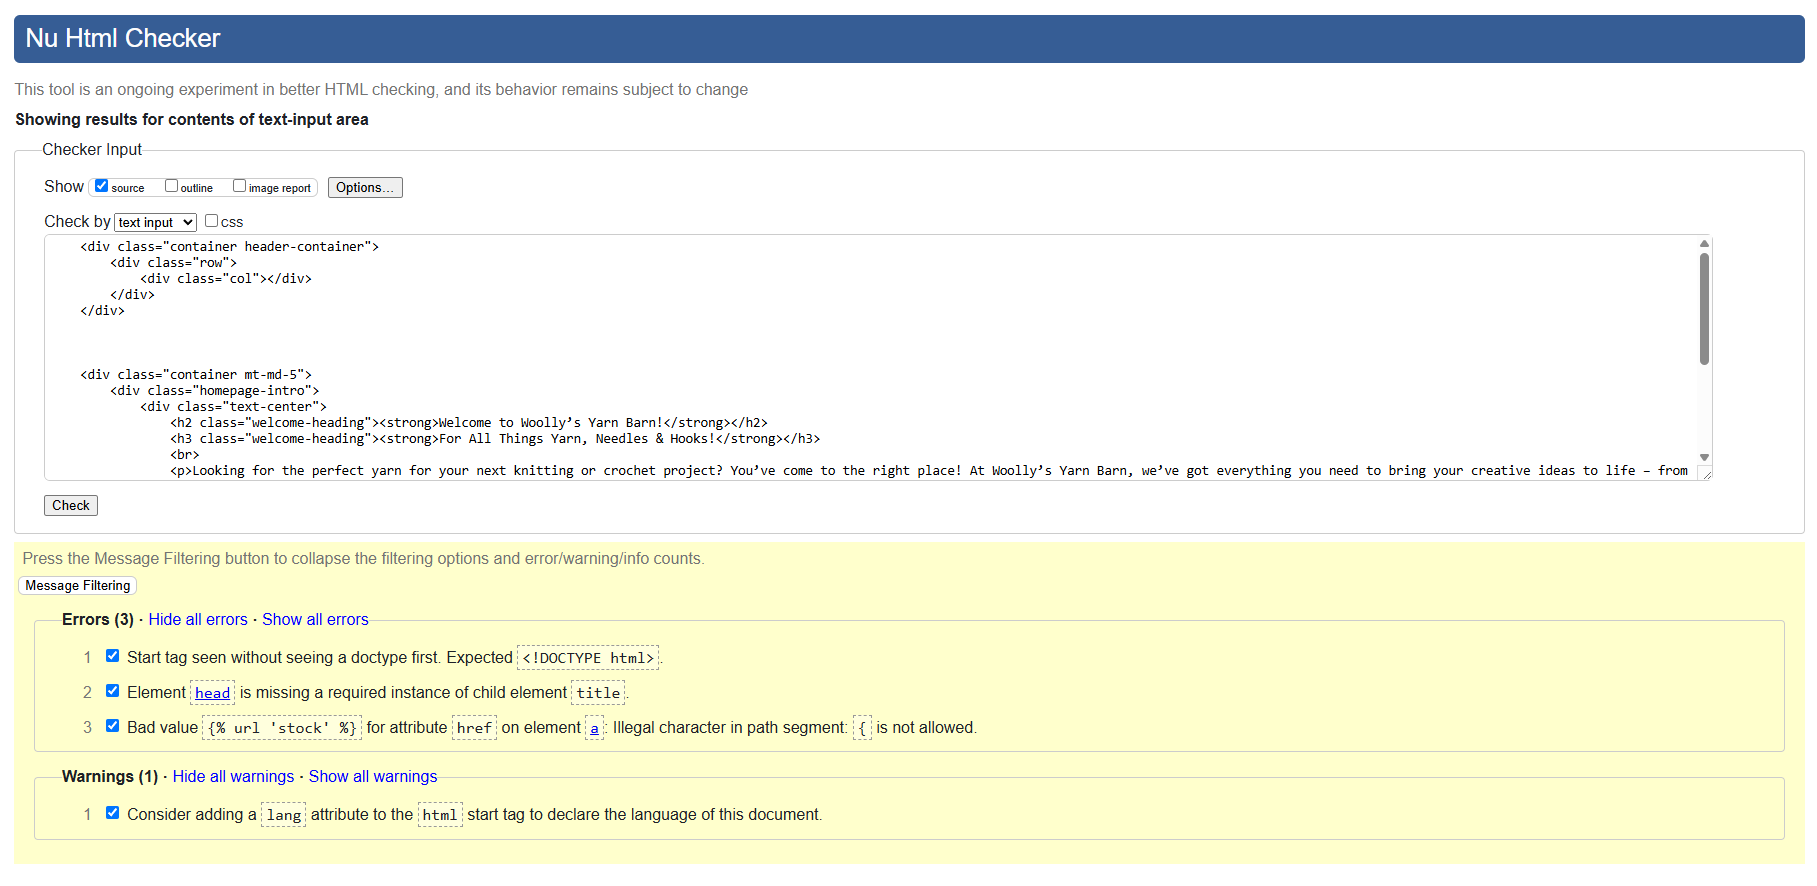 Nu Html Checker
This tool is an ongoing experiment in better HTML checking, and its behavior remains subject to change
Showing results for contents of text-input area
Checker Input
Show source outline image report Options...
Check by text input css
<div class="container header-container">
<div class="row">
<div class="col"></div>
</div>
</div>
<div class="container mt-md-5">
<div class="homepage-intro">
<div class="text-center">
<h2 class="welcome-heading"><strong>Welcome to Woolly’s Yarn Barn!</strong></h2>
<h3 class="welcome-heading"><strong>For All Things Yarn, Needles & Hooks!</strong></h3>
<br>
<p>Looking for the perfect yarn for your next knitting or crochet project? You’ve come to the right place! At Woolly’s Yarn Barn, we’ve got everything you need to bring your creative ideas to life – from
Check
Press the Message Filtering button to collapse the filtering options and error/warning/info counts.
Message Filtering
Errors (3) · Hide all errors · Show all errors
1 Start tag seen without seeing a doctype first. Expected <!DOCTYPE html>.
2 Element head is missing a required instance of child element title.
3 Bad value {% url 'stock' %} for attribute href on element a: Illegal character in path segment: { is not allowed.
Warnings (1) · Hide all warnings · Show all warnings
1 Consider adding a lang attribute to the html start tag to declare the language of this document.